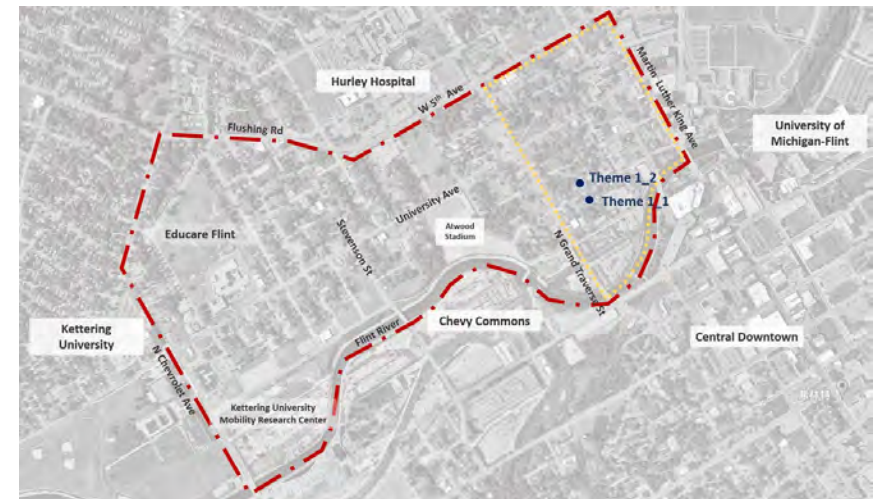 Hurley Hospital
W 5th Ave
Martin Luther King Ave
Flushing Rd
University of
Michigan-Flint
Theme 1_2
Theme 1_1
University Ave
Atwood
Stadium
Stevenson St
Educare Flint
N Grand Traverse St
Chevy Commons
Flint River
Kettering
University
Central Downtown
N Chevrolet Ave
Kettering University
Mobility Research Center